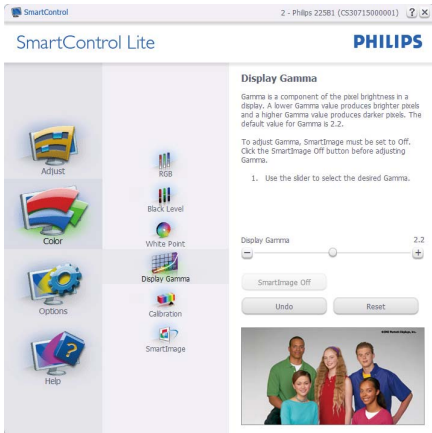 SmartControl
2 - Philips 225B1 (CS30715000001)
? ×
SmartControl Lite
PHILIPS
Adjust
Color
Options
Help
RGB
Black Level
White Point
Display Gamma
Calibration
SmartImage
Display Gamma
Gamma is a component of the pixel brightness in a
display. A lower Gamma value produces brighter pixels
and a higher Gamma value produces darker pixels. The
default value for Gamma is 2.2.
To adjust Gamma, SmartImage must be set to Off.
Click the SmartImage Off button before adjusting
Gamma.
1. Use the slider to select the desired Gamma.
Display Gamma 2.2
− +
SmartImage Off
Undo Reset